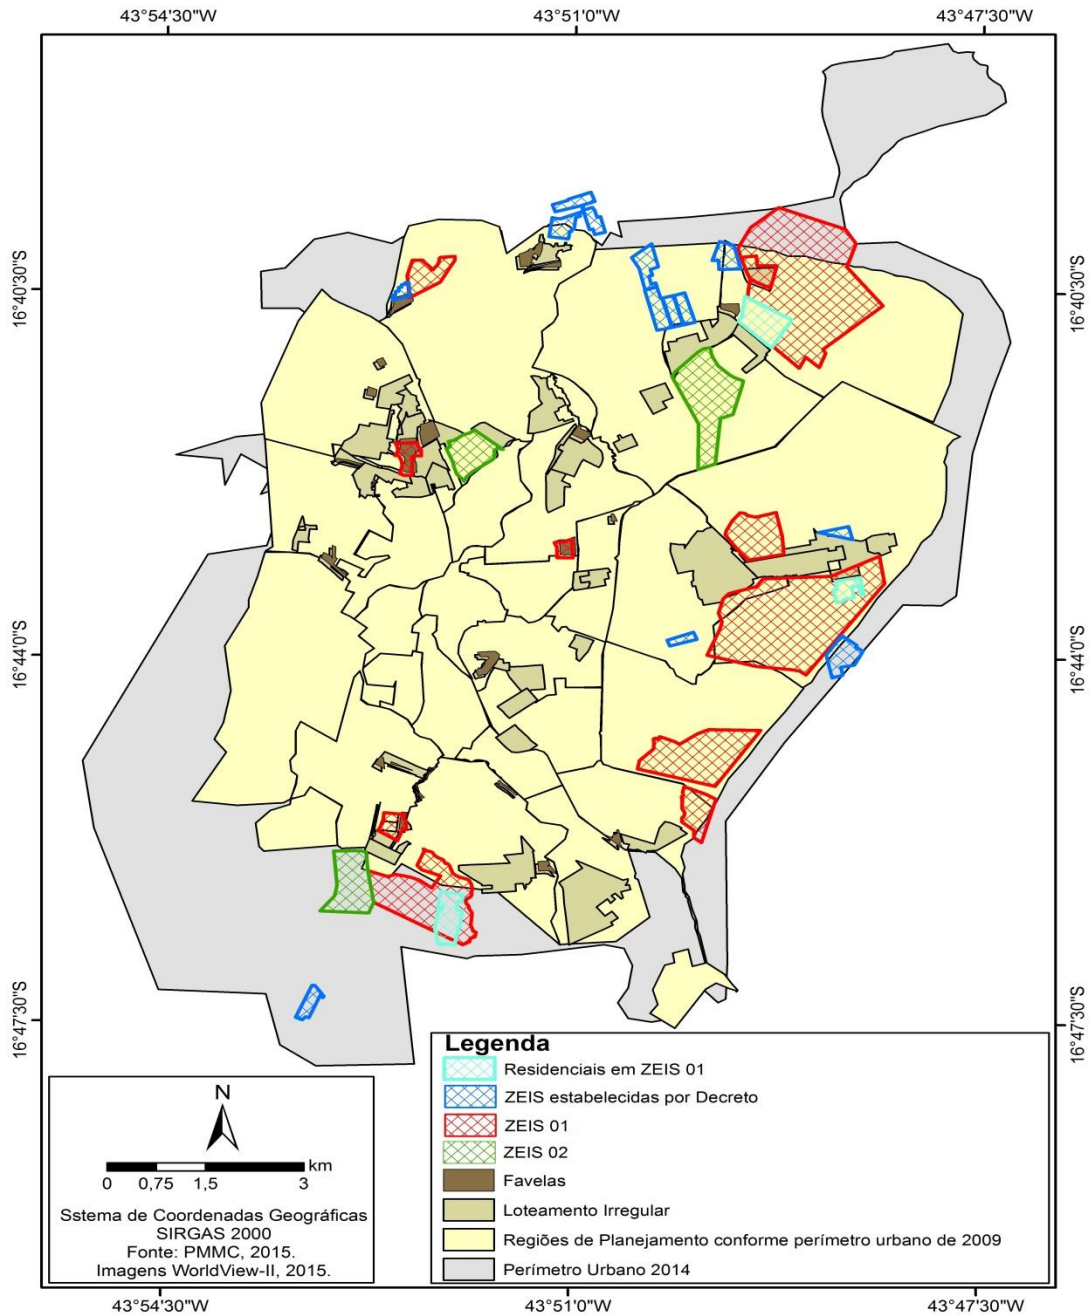 43°54'30"W
43°51'0"W
43°47'30"W
16°40'30"S
16°40'30"S
16°44'0"S
16°44'0"S
16°47'30"S
16°47'30"S
Legenda
Residenciais em ZEIS 01
ZEIS estabelecidas por Decreto
ZEIS 01
ZEIS 02
Favelas
Loteamento Irregular
Regiões de Planejamento conforme perímetro urbano de 2009
Perímetro Urbano 2014
N
km
0 0,75 1,5 3
Sstema de Coordenadas Geográficas
SIRGAS 2000
Fonte: PMMC, 2015.
Imagens WorldView-II, 2015.
43°54'30"W
43°51'0"W
43°47'30"W